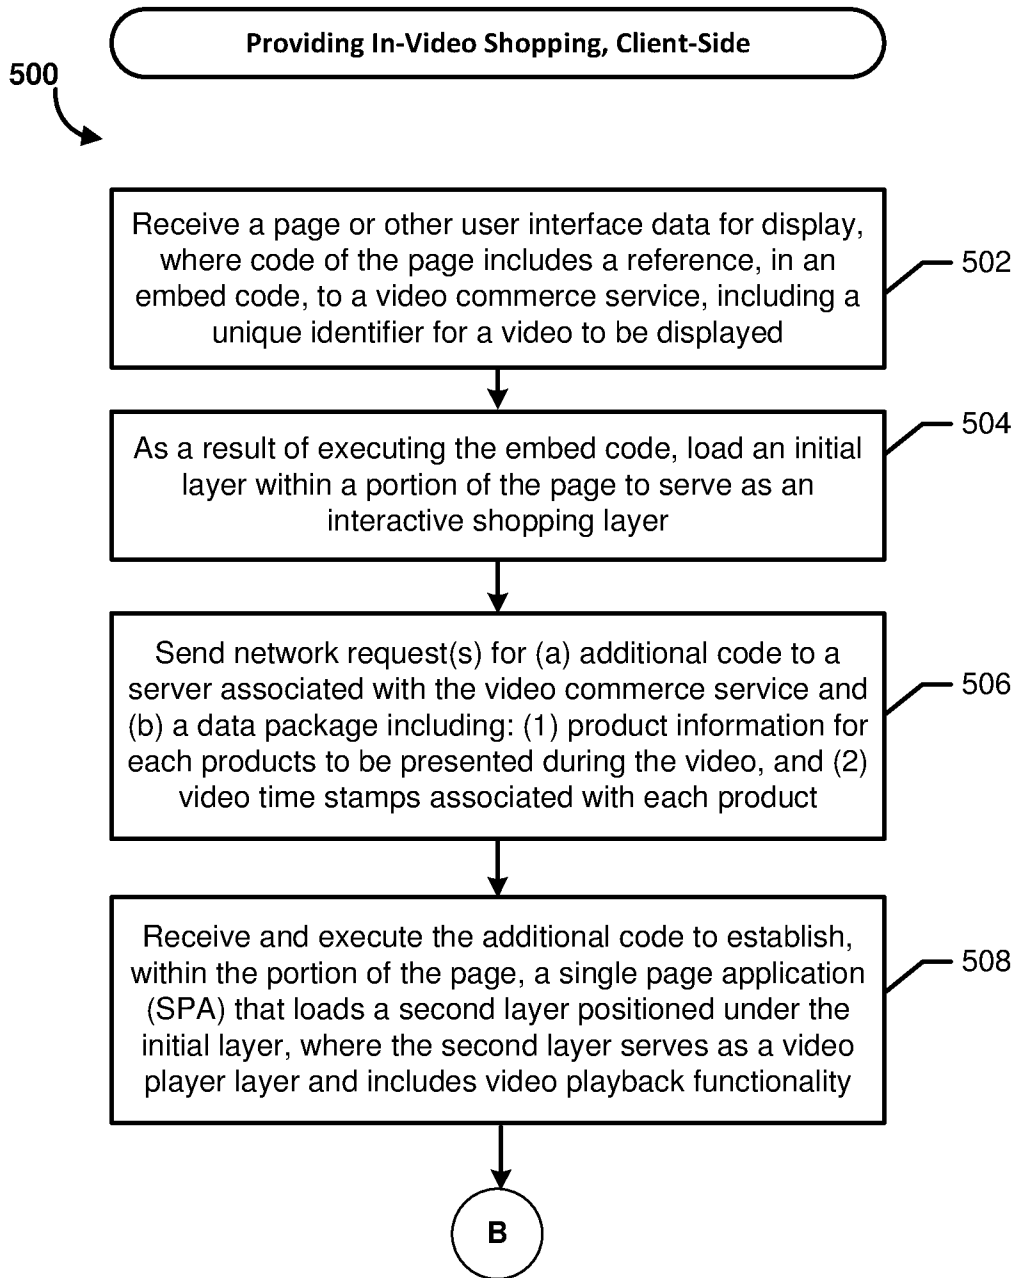 Providing In-Video Shopping, Client-Side
500
Receive a page or other user interface data for display,
where code of the page includes a reference, in an
embed code, to a video commerce service, including a
unique identifier for a video to be displayed
502
As a result of executing the embed code, load an initial
layer within a portion of the page to serve as an
interactive shopping layer
504
Send network request(s) for (a) additional code to a
server associated with the video commerce service and
(b) a data package including: (1) product information for
each products to be presented during the video, and (2)
video time stamps associated with each product
506
Receive and execute the additional code to establish,
within the portion of the page, a single page application
(SPA) that loads a second layer positioned under the
initial layer, where the second layer serves as a video
player layer and includes video playback functionality
508
B